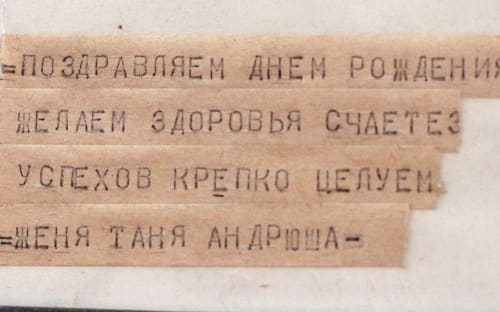 =ПОЗДРАВЛЯЕМ ДНЕМ РОЖДЕНИЯ
ЖЕЛАЕМ ЗДОРОВЬЯ СЧАЕТЕЗ
УСПЕХОВ КРЕПКО ЦЕЛУЕМ
=ЖЕНЯ ТАНЯ АНДРЮША-